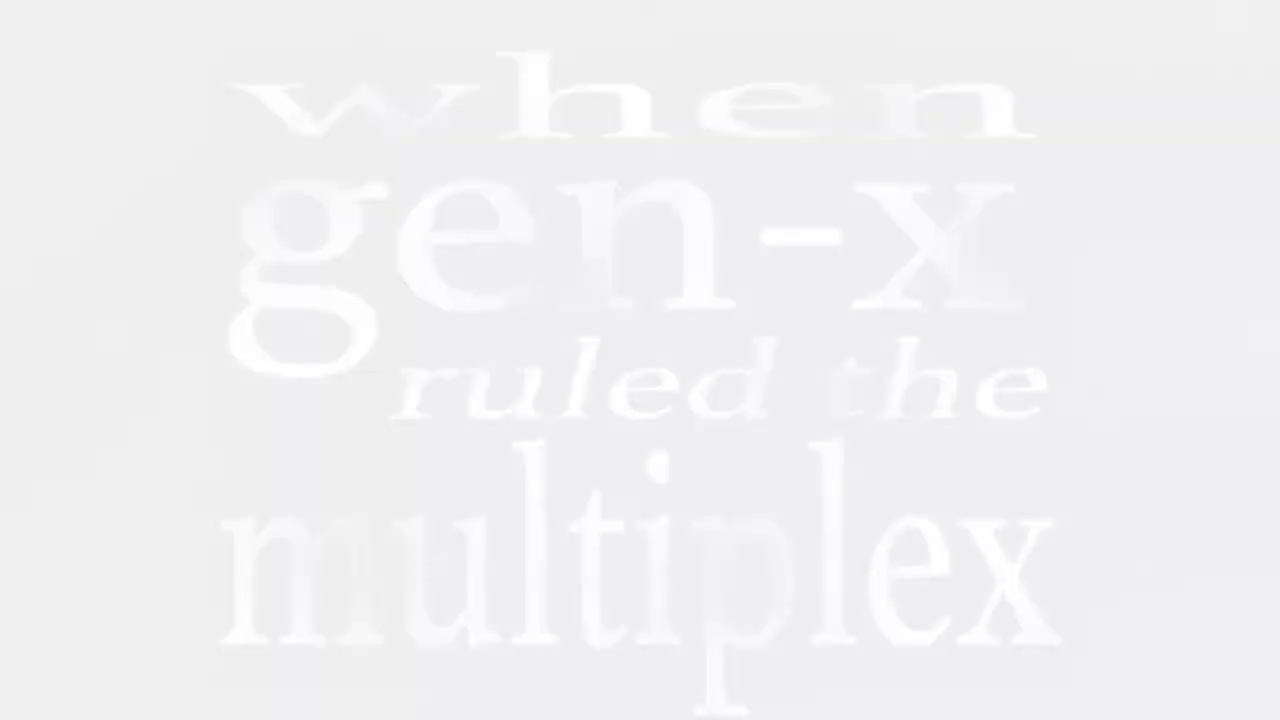 when
gen-x
ruled the
multiplex